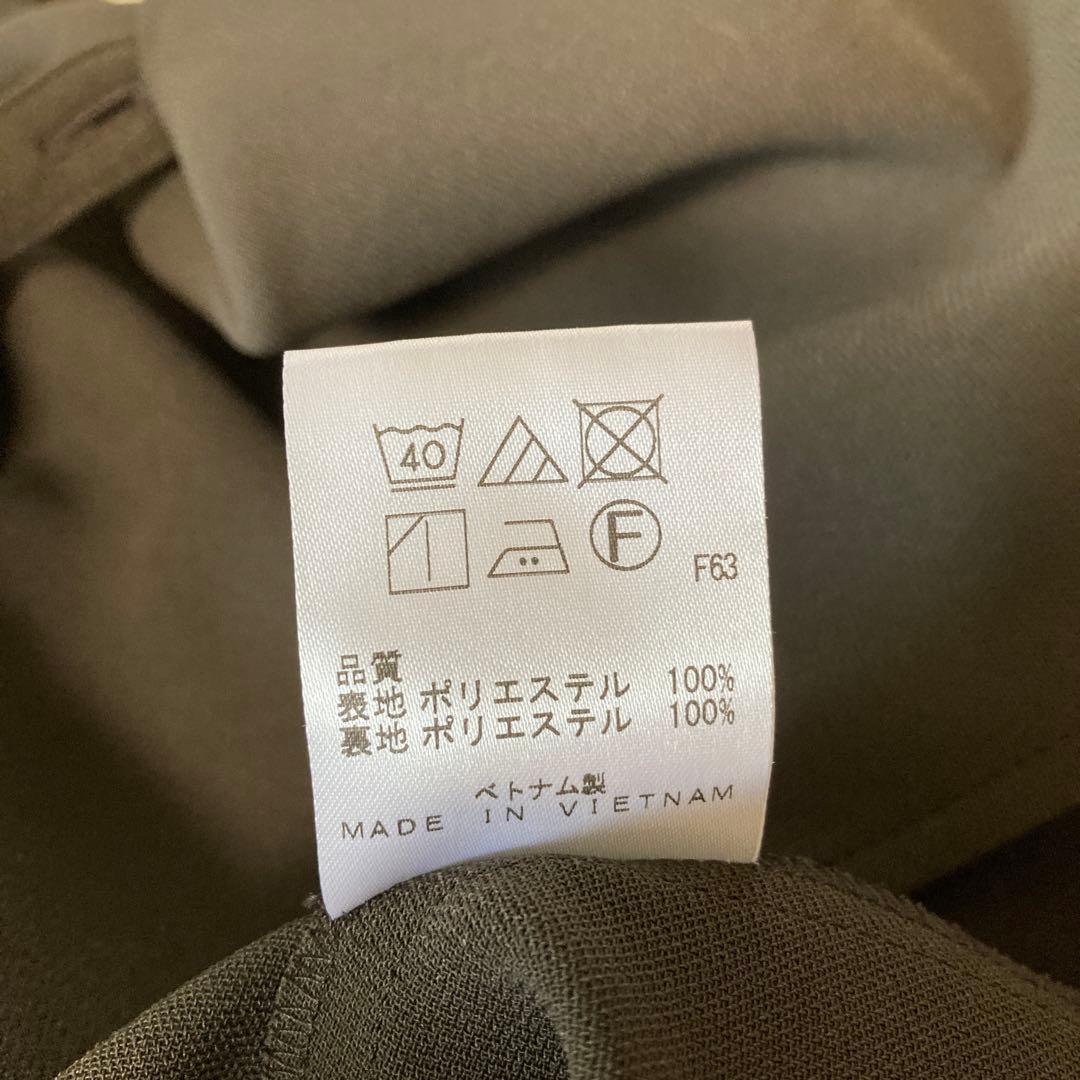 40
F
F63
品質
表地 ポリエステル 100%
裏地 ポリエステル 100%
ベトナム製
MADE IN VIETNAM